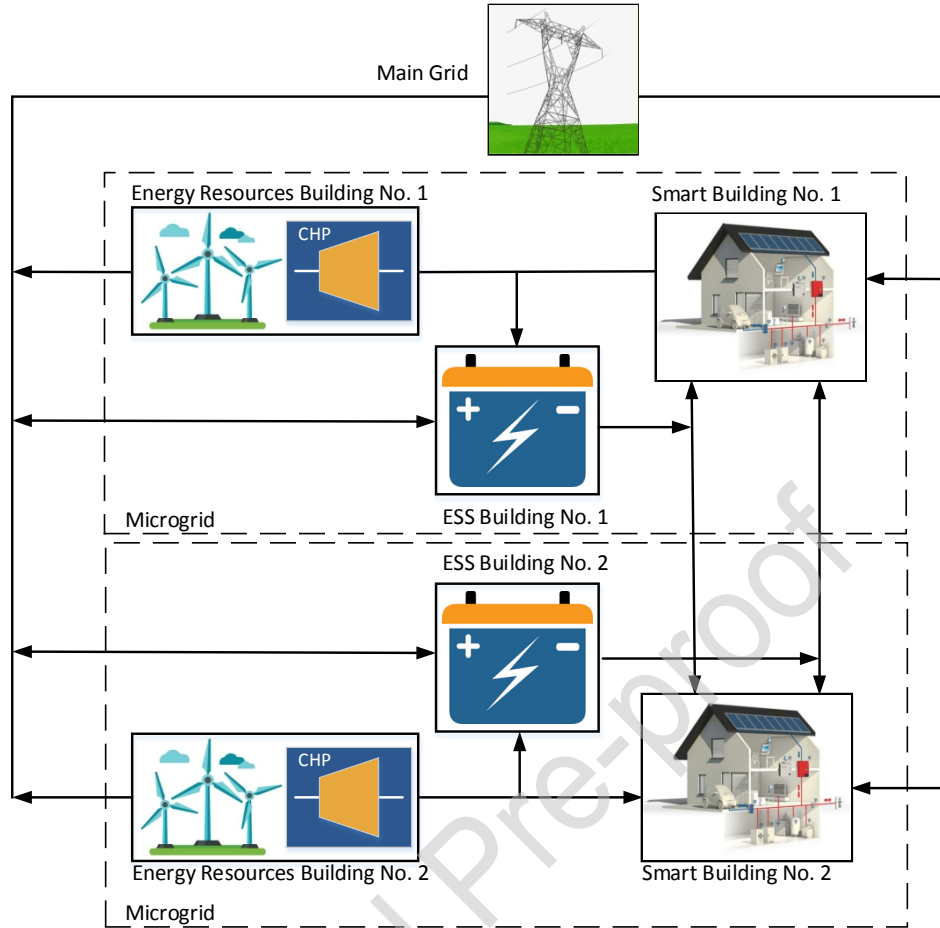 Main Grid
Energy Resources Building No. 1
Smart Building No. 1
CHP
ESS Building No. 1
Microgrid
ESS Building No. 2
CHP
Energy Resources Building No. 2
Smart Building No. 2
Microgrid
l Pre-proof